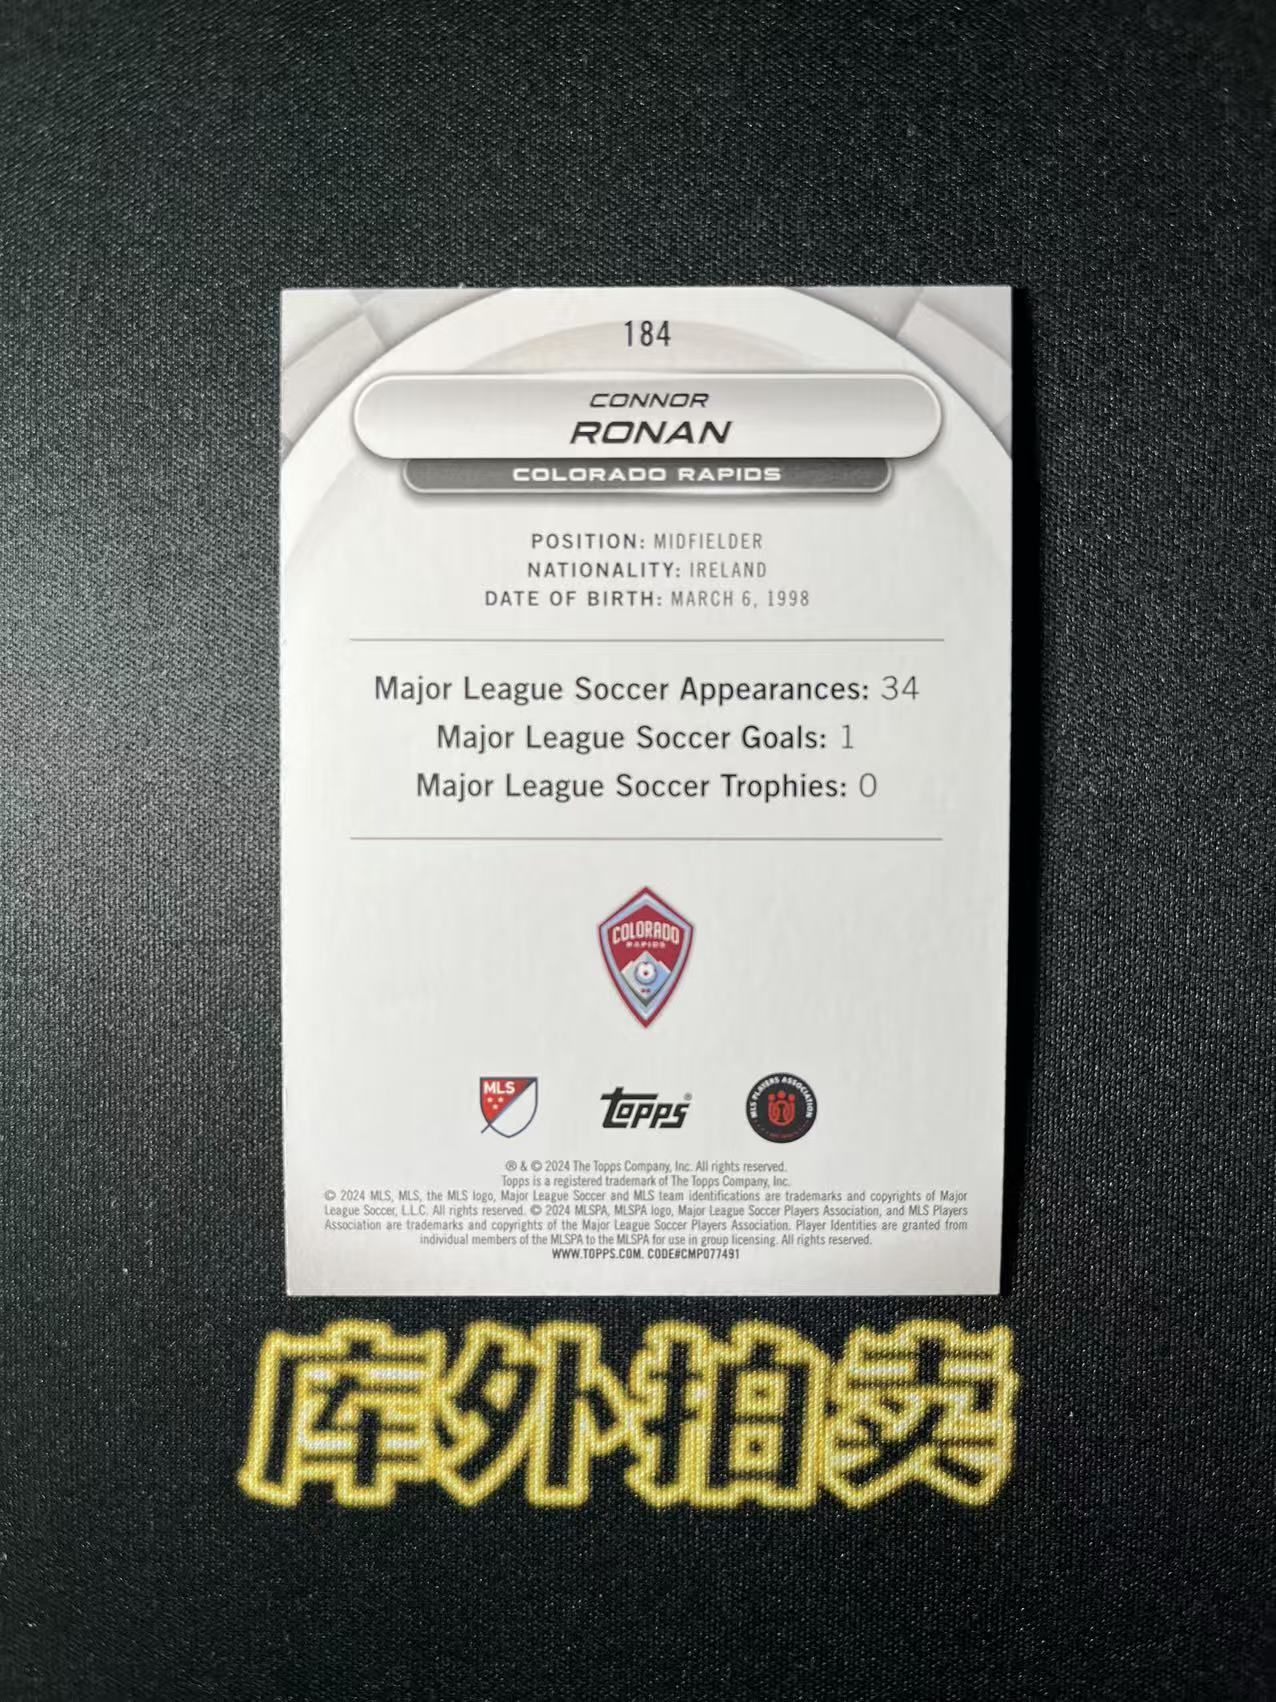 184
CONNOR
RONAN
COLORADO RAPIDS
POSITION: MIDFIELDER
NATIONALITY: IRELAND
DATE OF BIRTH: MARCH 6, 1998
Major League Soccer Appearances: 34
Major League Soccer Goals: 1
Major League Soccer Trophies: 0
COLORADO
RAPIDS
MLS
topps®
MLS PLAYERS ASSOCIATION
® & © 2024 The Topps Company, Inc. All rights reserved.
Topps is a registered trademark of The Topps Company, Inc.
© 2024 MLS, MLS, the MLS logo, Major League Soccer and MLS team identifications are trademarks and copyrights of Major
League Soccer, L.L.C. All rights reserved. © 2024 MLSPA, MLSPA logo, Major League Soccer Players Association, and MLS Players
Association are trademarks and copyrights of the Major League Soccer Players Association. Player Identities are granted from
individual members of the MLSPA to the MLSPA for use in group licensing. All rights reserved.
WWW.TOPPS.COM. CODE#CMP077491
库外拍卖